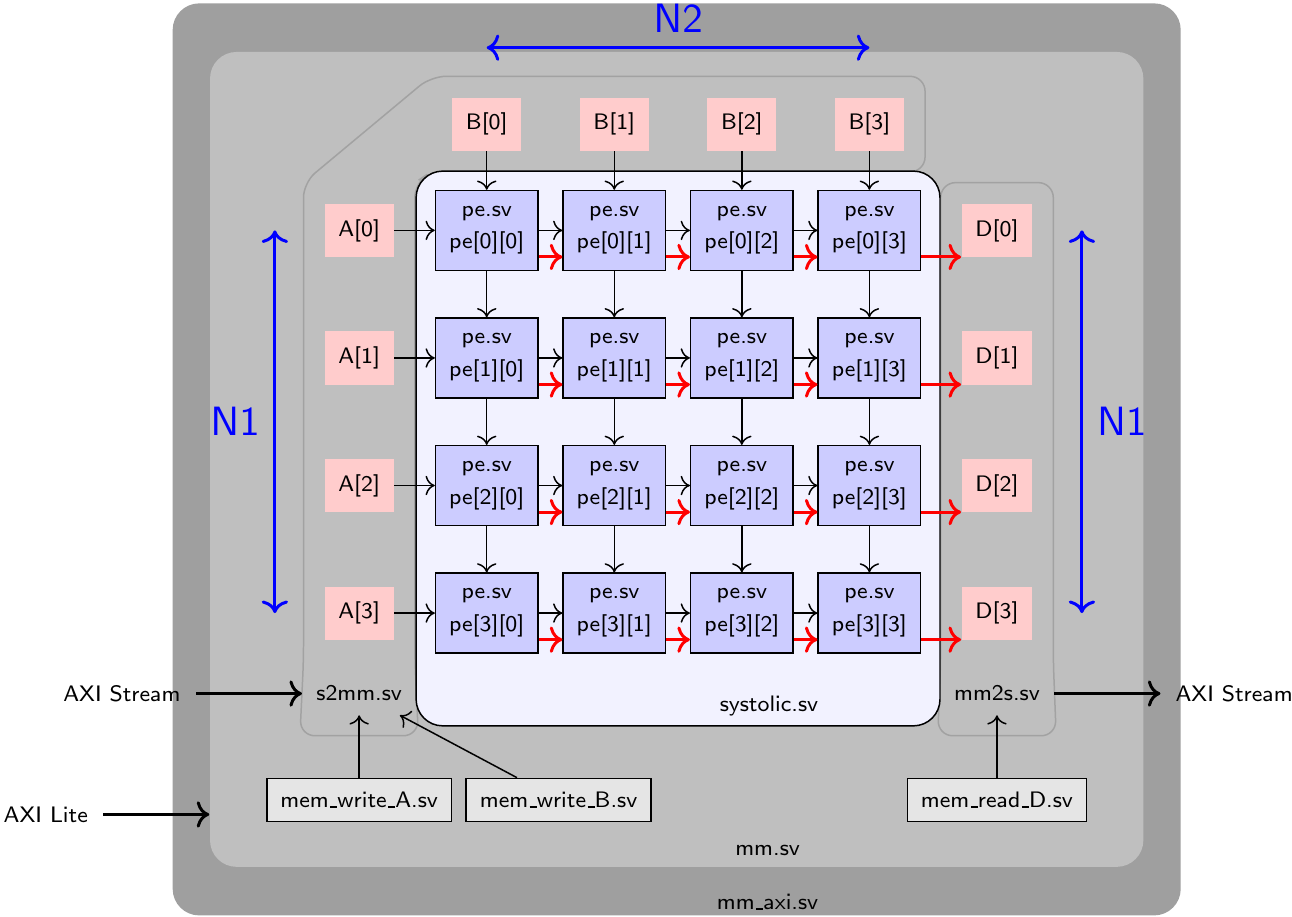 N2
B[0] B[1] B[2] B[3]
A[0] pe.sv pe.sv pe.sv pe.sv D[0]
pe[0][0] pe[0][1] pe[0][2] pe[0][3]
A[1] pe.sv pe.sv pe.sv pe.sv D[1]
pe[1][0] pe[1][1] pe[1][2] pe[1][3]
N1 N1
A[2] pe.sv pe.sv pe.sv pe.sv D[2]
pe[2][0] pe[2][1] pe[2][2] pe[2][3]
A[3] pe.sv pe.sv pe.sv pe.sv D[3]
pe[3][0] pe[3][1] pe[3][2] pe[3][3]
AXI Stream s2mm.sv mm2s.sv AXI Stream
systolic.sv
mem_write_A.sv mem_write_B.sv mem_read_D.sv
AXI Lite
mm.sv
mm_axi.sv